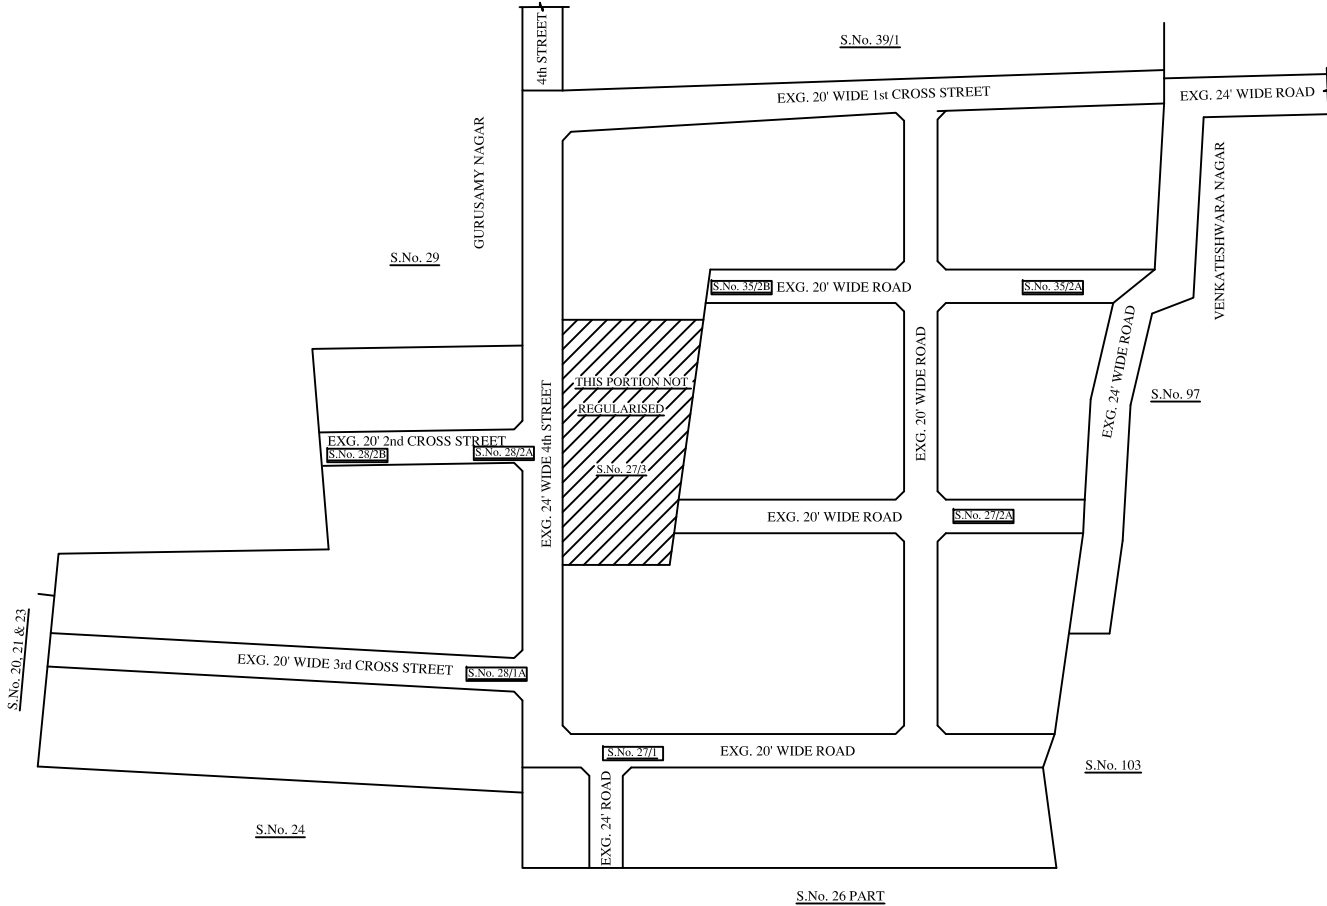 4th STREET
S.No. 39/1
EXG. 20' WIDE 1st CROSS STREET
EXG. 24' WIDE ROAD
GURUSAMY NAGAR
VENKATESHWARA NAGAR
S.No. 29
S.No. 35/2B
EXG. 20' WIDE ROAD
S.No. 35/2A
EXG. 24' WIDE ROAD
EXG. 20' WIDE ROAD
THIS PORTION NOT
REGULARISED
S.No. 97
EXG. 24' WIDE 4th STREET
EXG. 20' 2nd CROSS STREET
S.No. 28/2B
S.No. 28/2A
S.No. 27/3
EXG. 20' WIDE ROAD
S.No. 27/2A
S.No. 20, 21 & 23
EXG. 20' WIDE 3rd CROSS STREET
S.No. 28/1A
S.No. 27/1
EXG. 20' WIDE ROAD
S.No. 103
EXG. 24' ROAD
S.No. 24
S.No. 26 PART